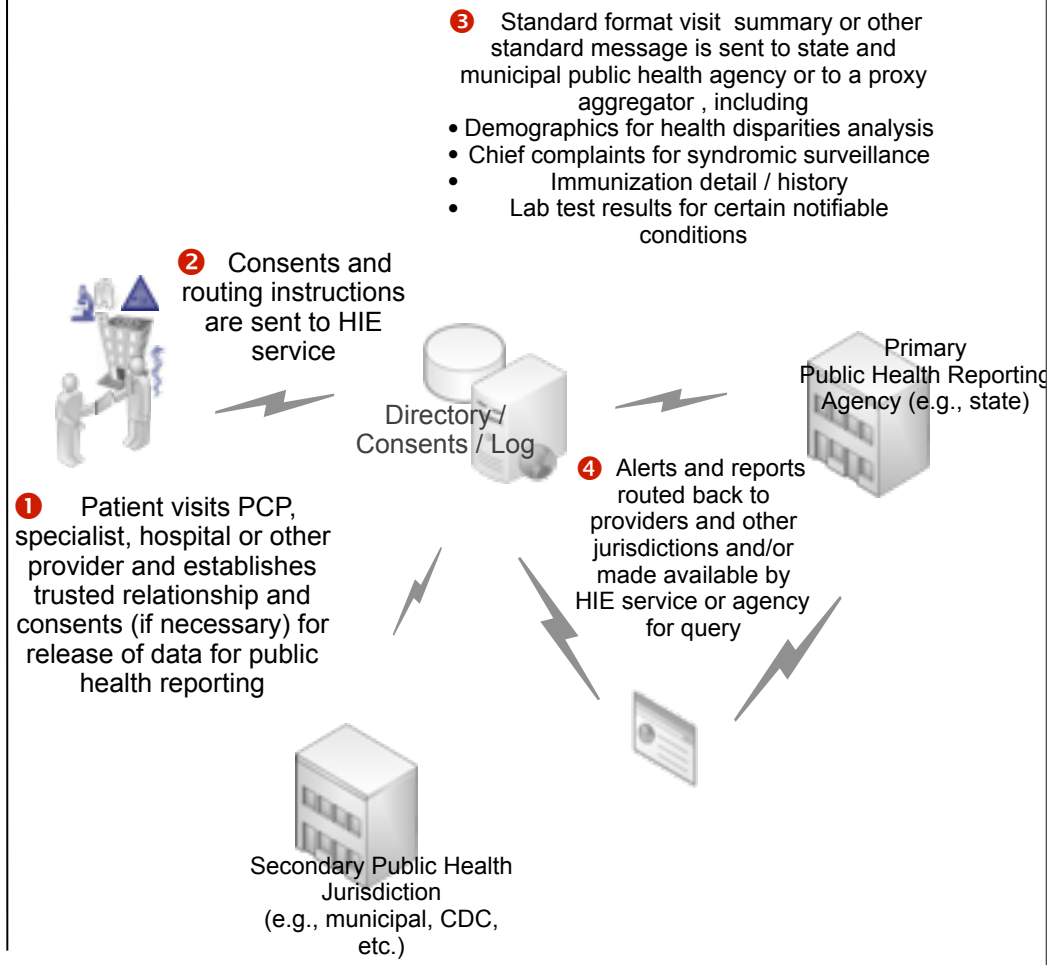 ❸ Standard format visit summary or other
standard message is sent to state and
municipal public health agency or to a proxy
aggregator , including
• Demographics for health disparities analysis
• Chief complaints for syndromic surveillance
• Immunization detail / history
• Lab test results for certain notifiable
conditions
❷ Consents and
routing instructions
are sent to HIE
service
Directory /
Consents / Log
Primary
Public Health Reporting
Agency (e.g., state)
❹ Alerts and reports
routed back to
providers and other
jurisdictions and/or
made available by
HIE service or agency
for query
❶ Patient visits PCP,
specialist, hospital or other
provider and establishes
trusted relationship and
consents (if necessary) for
release of data for public
health reporting
Secondary Public Health
Jurisdiction
(e.g., municipal, CDC,
etc.)